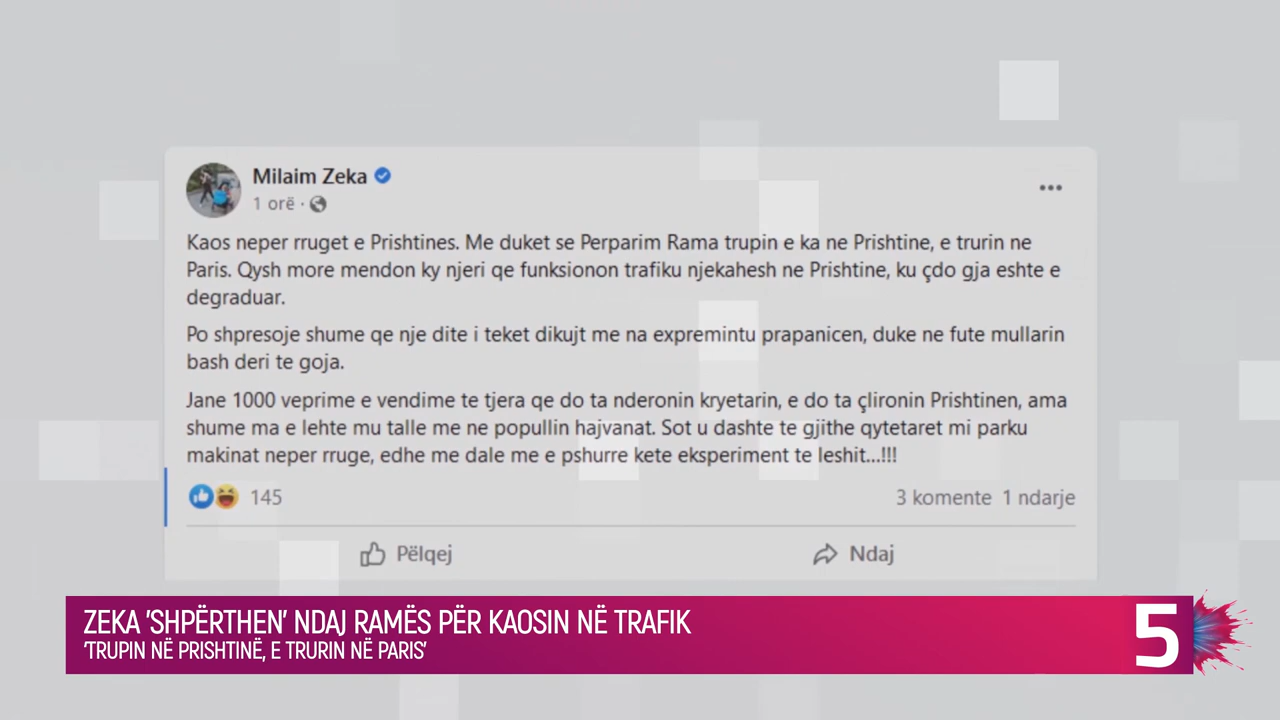 Milaim Zeka
1 orë ·
Kaos neper rruget e Prishtines. Me duket se Perparim Rama trupin e ka ne Prishtine, e trurin ne
Paris. Qysh more mendon ky njeri qe funksionon trafiku njekahesh ne Prishtine, ku çdo gja eshte e
degraduar.
Po shpresoje shume qe nje dite i teket dikujt me na expremintu prapanicen, duke ne fute mullarin
bash deri te goja.
Jane 1000 veprime e vendime te tjera qe do ta nderonin kryetarin, e do ta çlironin Prishtinen, ama
shume ma e lehte mu talle me ne popullin hajvanat. Sot u dashte te gjithe qytetaret mi parku
makinat neper rruge, edhe me dale me e pshurre kete eksperiment te leshit...!!!
145
3 komente 1 ndarje
Pëlqej
Ndaj
ZEKA 'SHPËRTHEN' NDAJ RAMËS PËR KAOSIN NË TRAFIK
'TRUPIN NË PRISHTINË, E TRURIN NË PARIS'
5